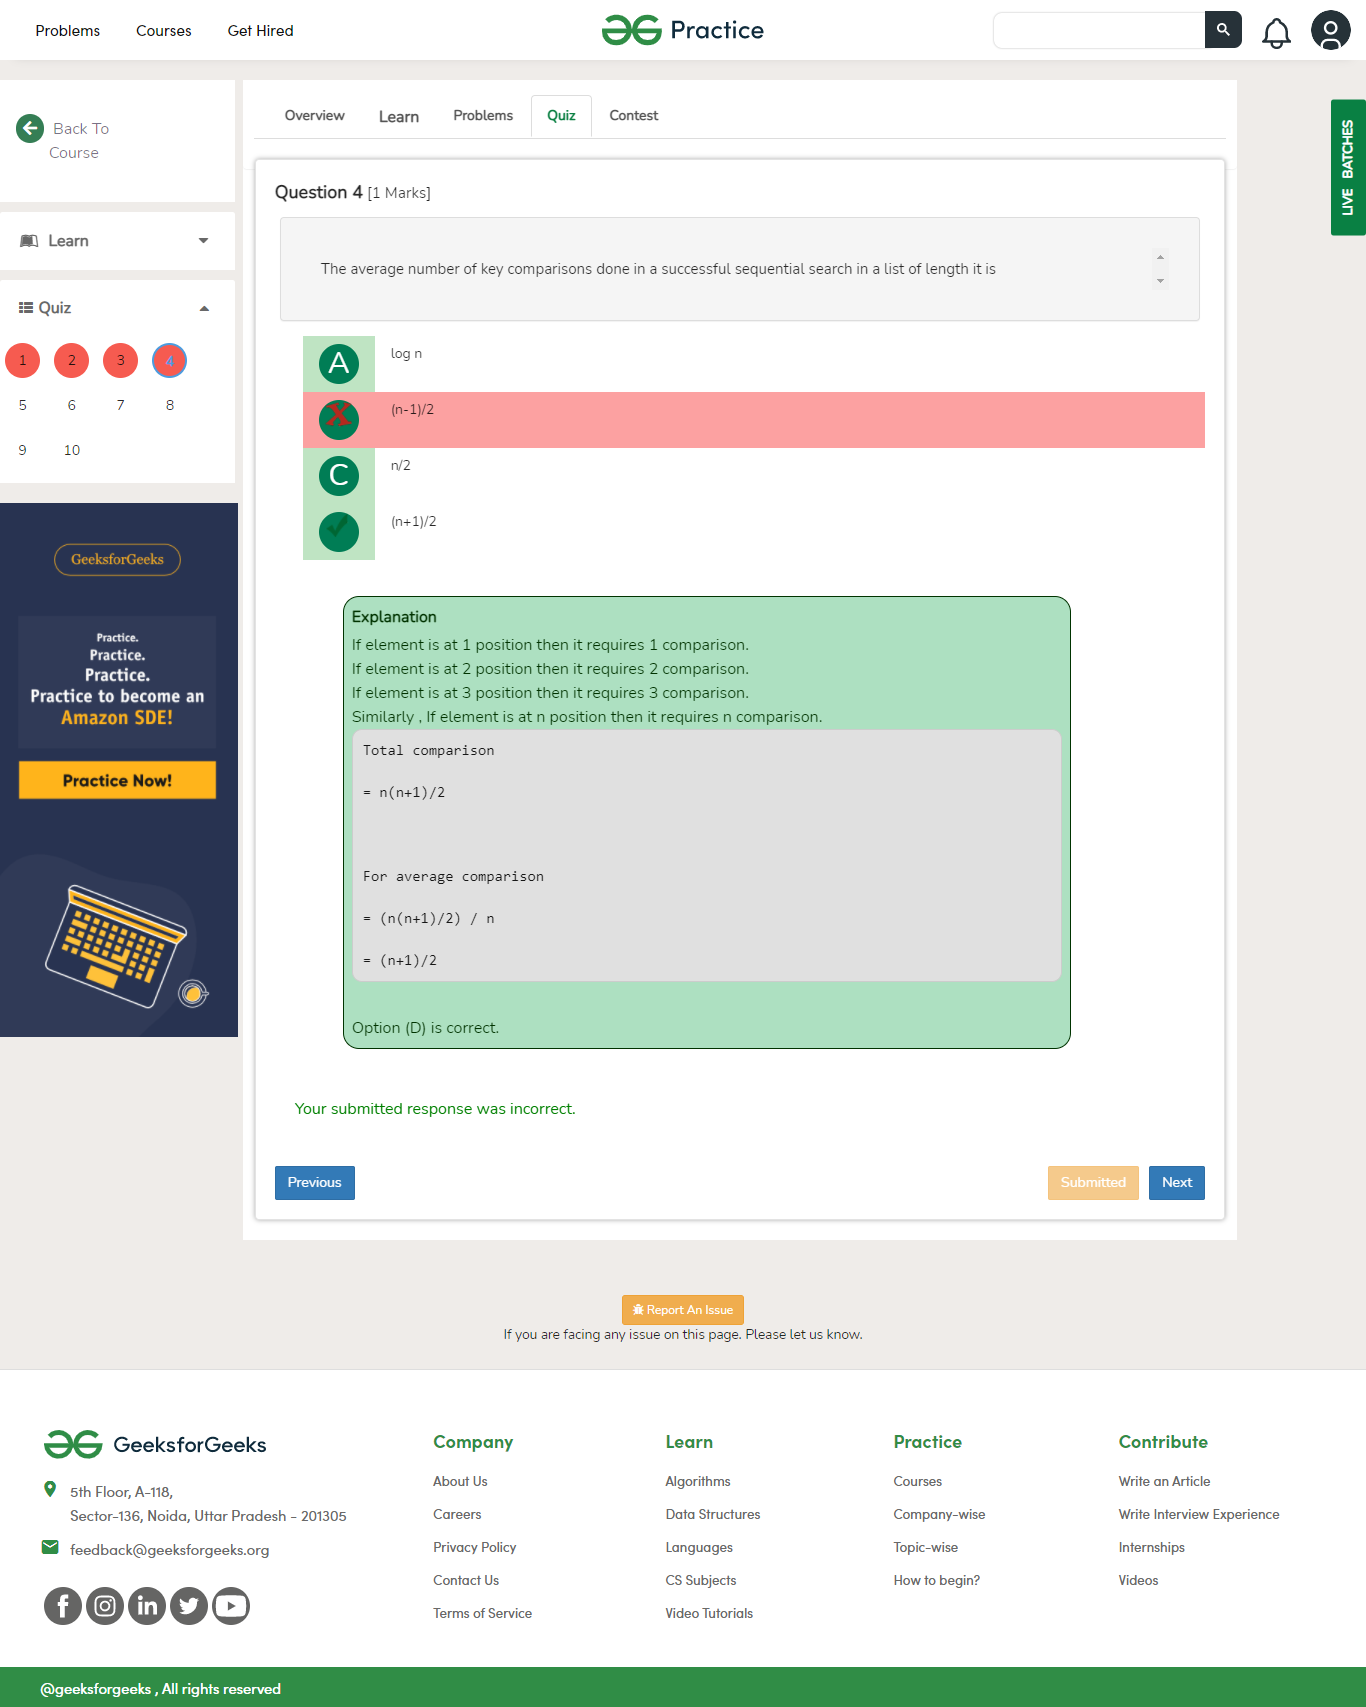 Problems Courses Get Hired
Practice
Back To
Course
Learn
Quiz
1 2 3 4
5 6 7 8
9 10
GeeksforGeeks
Practice.
Practice.
Practice.
Practice to become an
Amazon SDE!
Practice Now!
Overview Learn Problems Quiz Contest
LIVE BATCHES
Question 4 [1 Marks]
The average number of key comparisons done in a successful sequential search in a list of length it is
A log n
X (n-1)/2
C n/2
(n+1)/2
Explanation
If element is at 1 position then it requires 1 comparison.
If element is at 2 position then it requires 2 comparison.
If element is at 3 position then it requires 3 comparison.
Similarly , If element is at n position then it requires n comparison.
Total comparison
= n(n+1)/2
For average comparison
= (n(n+1)/2) / n
= (n+1)/2
Option (D) is correct.
Your submitted response was incorrect.
Previous Submitted Next
Report An Issue
If you are facing any issue on this page. Please let us know.
GeeksforGeeks
5th Floor, A-118,
Sector-136, Noida, Uttar Pradesh - 201305
feedback@geeksforgeeks.org
Company
About Us
Careers
Privacy Policy
Contact Us
Terms of Service
Learn
Algorithms
Data Structures
Languages
CS Subjects
Video Tutorials
Practice
Courses
Company-wise
Topic-wise
How to begin?
Contribute
Write an Article
Write Interview Experience
Internships
Videos
@geeksforgeeks , All rights reserved